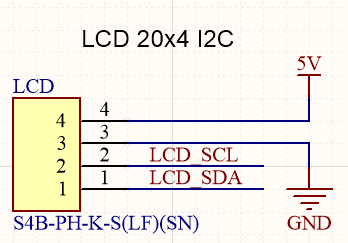 LCD 20x4 I2C
5V
LCD
4 4
3 3
2 2 LCD_SCL
1 1 LCD_SDA
S4B-PH-K-S(LF)(SN) GND